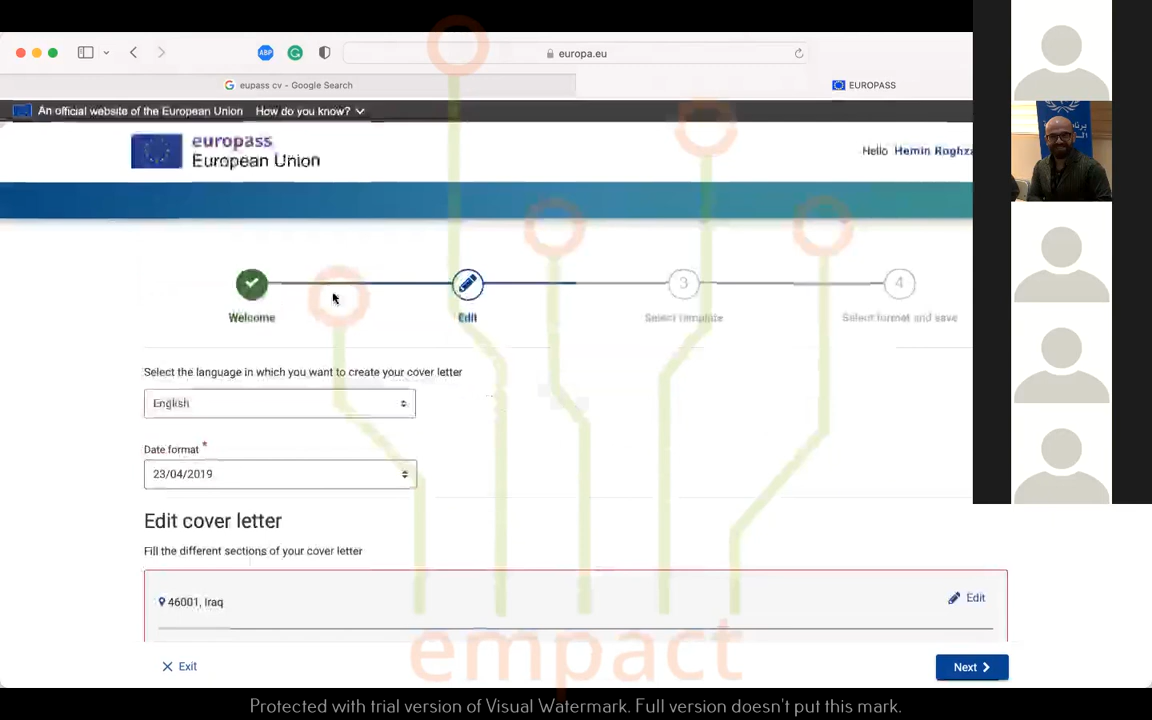 europa.eu
eupass cv - Google Search
EUROPASS
An official website of the European Union How do you know?
europass
European Union
Hello Hemin Roghza
3
4
Welcome
Edit
Select template
Select format and save
Select the language in which you want to create your cover letter
English
Date format *
23/04/2019
Edit cover letter
Fill the different sections of your cover letter
46001, Iraq
Edit
Exit
Next
empact
Protected with trial version of Visual Watermark. Full version doesn't put this mark.